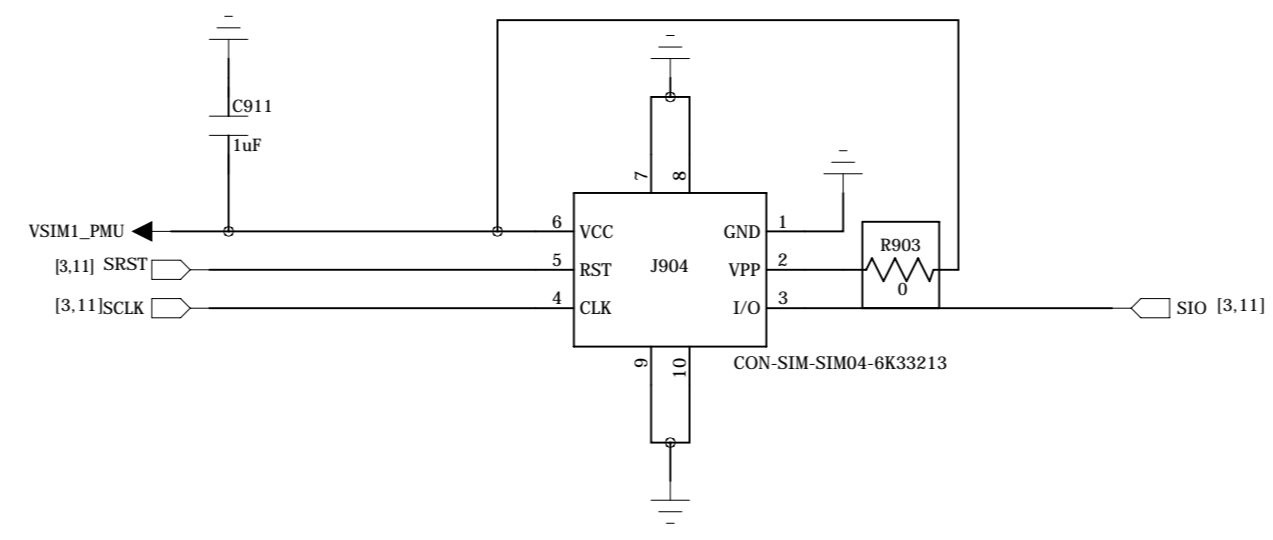 C911
1uF
7
8
VSIM1_PMU
6
VCC
GND
1
R903
[3,11] SRST
5
RST
J904
VPP
2
0
[3,11]SCLK
4
CLK
I/O
3
SIO [3,11]
9
10
CON-SIM-SIM04-6K33213